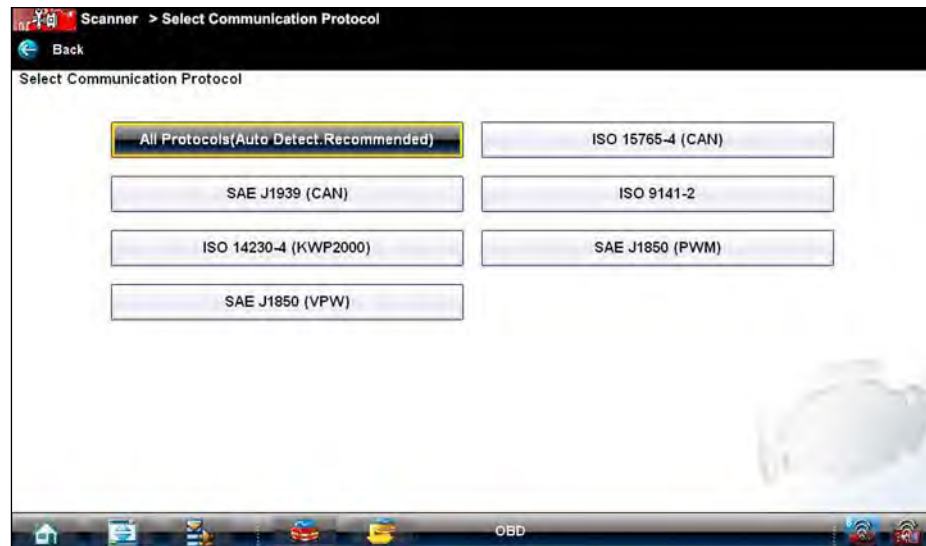 Scanner > Select Communication Protocol
Back
Select Communication Protocol
All Protocols(Auto Detect.Recommended)
ISO 15765-4 (CAN)
SAE J1939 (CAN)
ISO 9141-2
ISO 14230-4 (KWP2000)
SAE J1850 (PWM)
SAE J1850 (VPW)
OBD